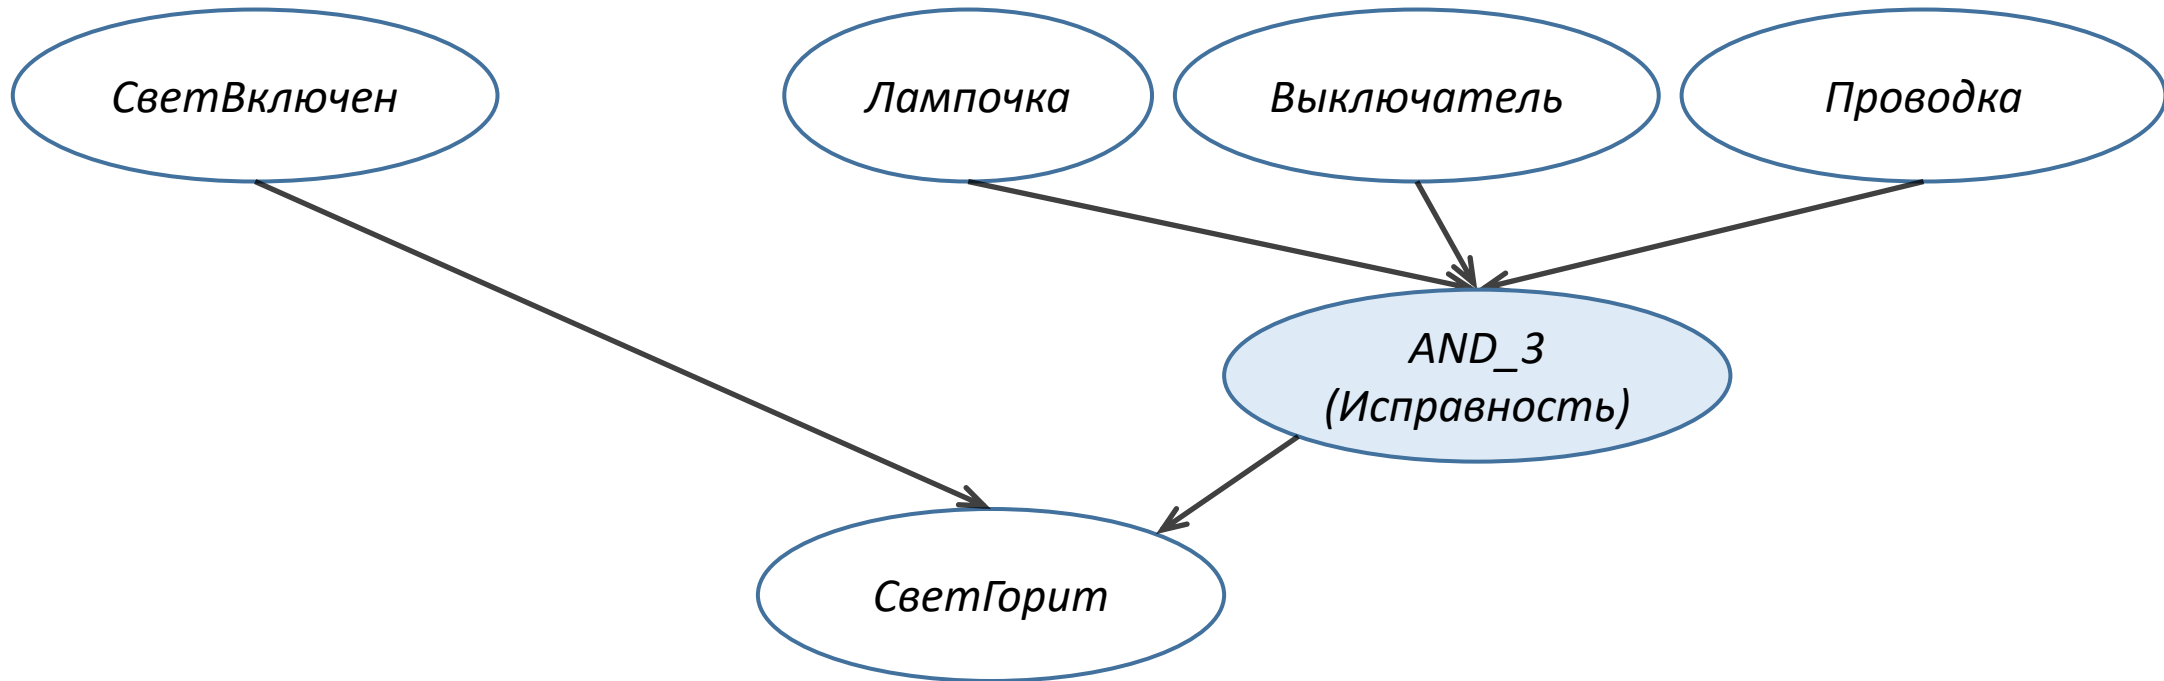 СветВключен
Лампочка
Выключатель
Проводка
AND_3
(Исправность)
СветГорит